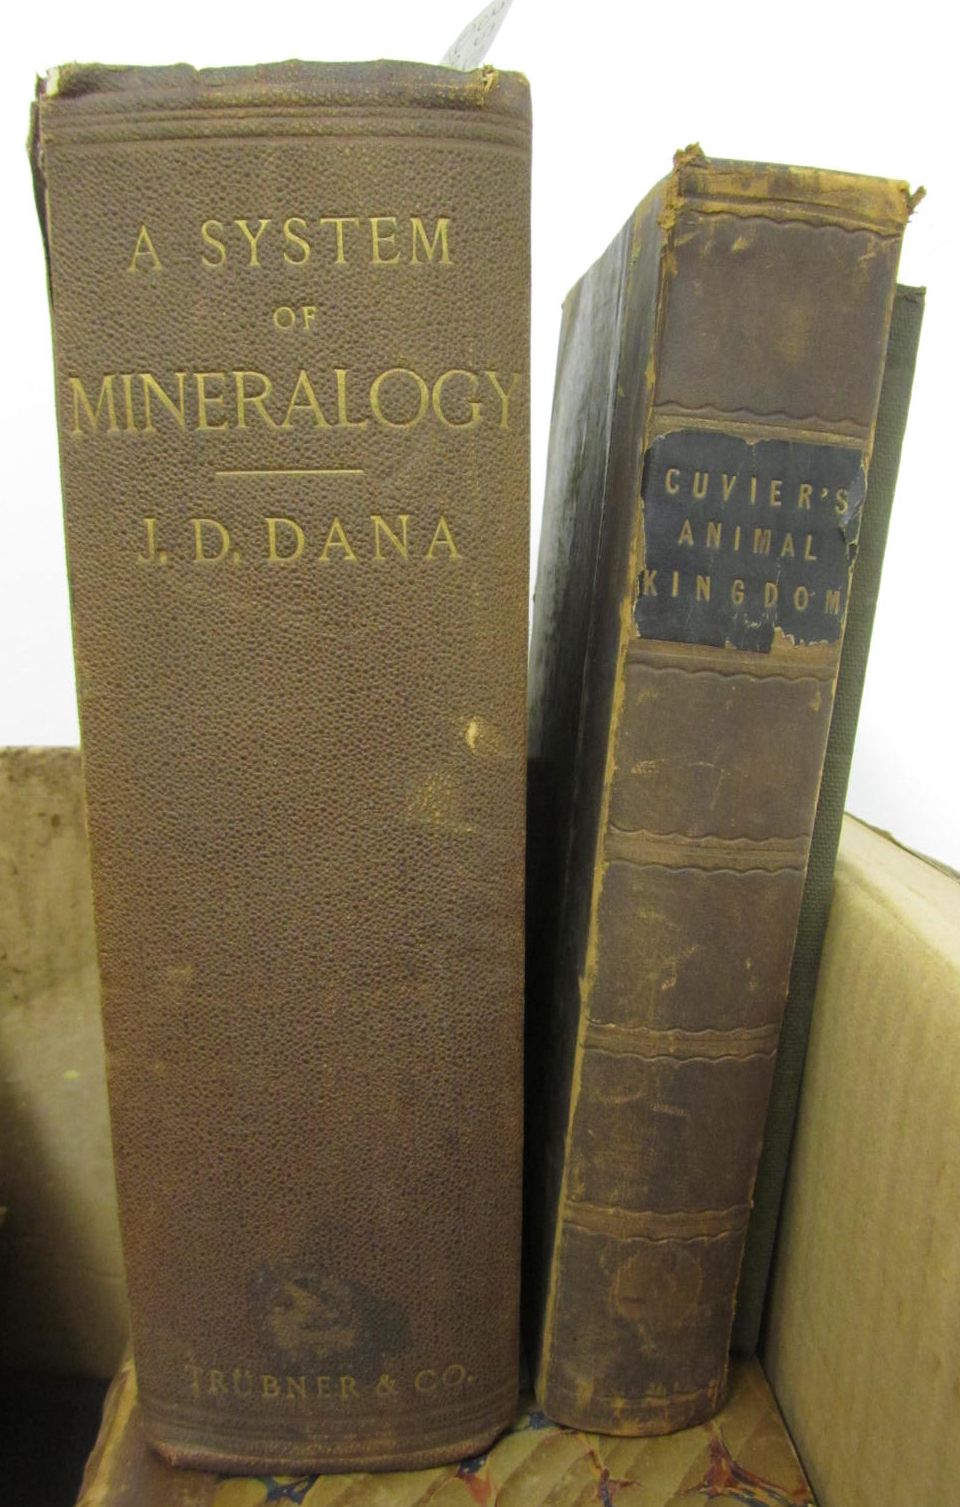 A SYSTEM
OF
MINERALOGY
J. D. DANA
TRÜBNER & CO.
CUVIER'S
ANIMAL
KINGDOM